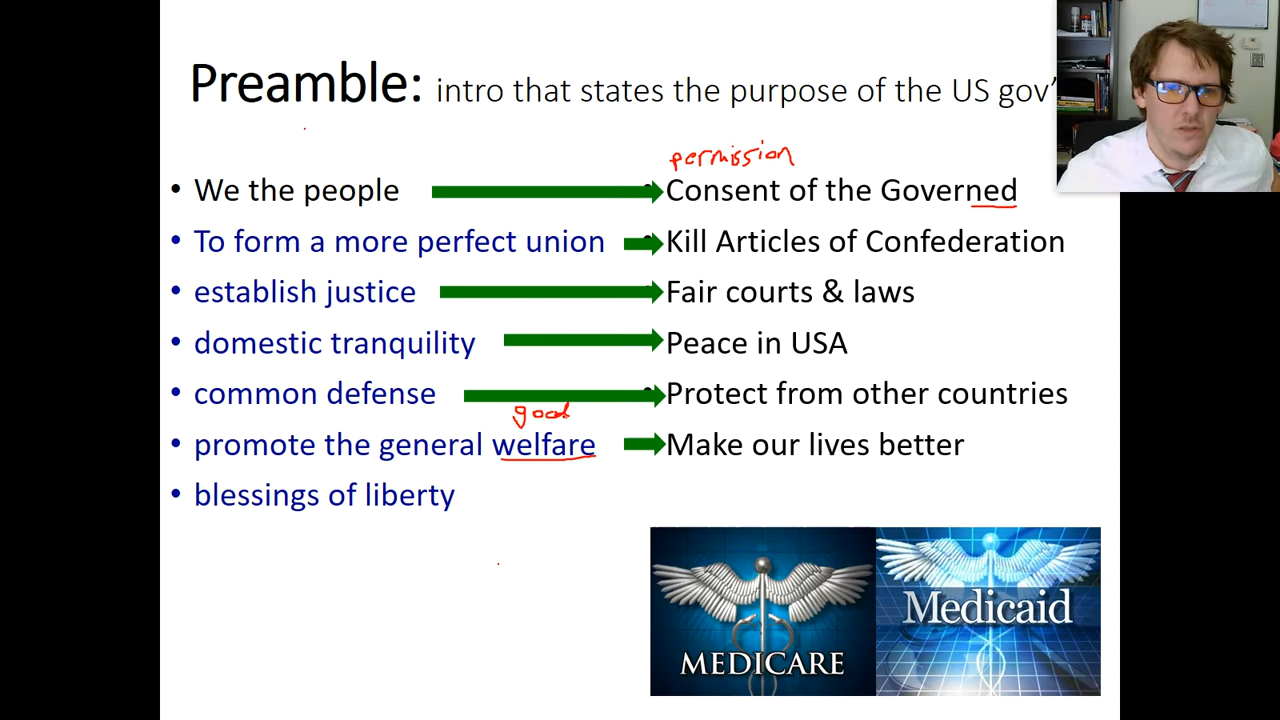 Preamble: intro that states the purpose of the US gov'
permission
• We the people
• Consent of the Governed
• To form a more perfect union
• Kill Articles of Confederation
• establish justice
• Fair courts & laws
• domestic tranquility
• Peace in USA
• common defense
• Protect from other countries
good
• promote the general welfare
Make our lives better
• blessings of liberty
MEDICARE
Medicaid